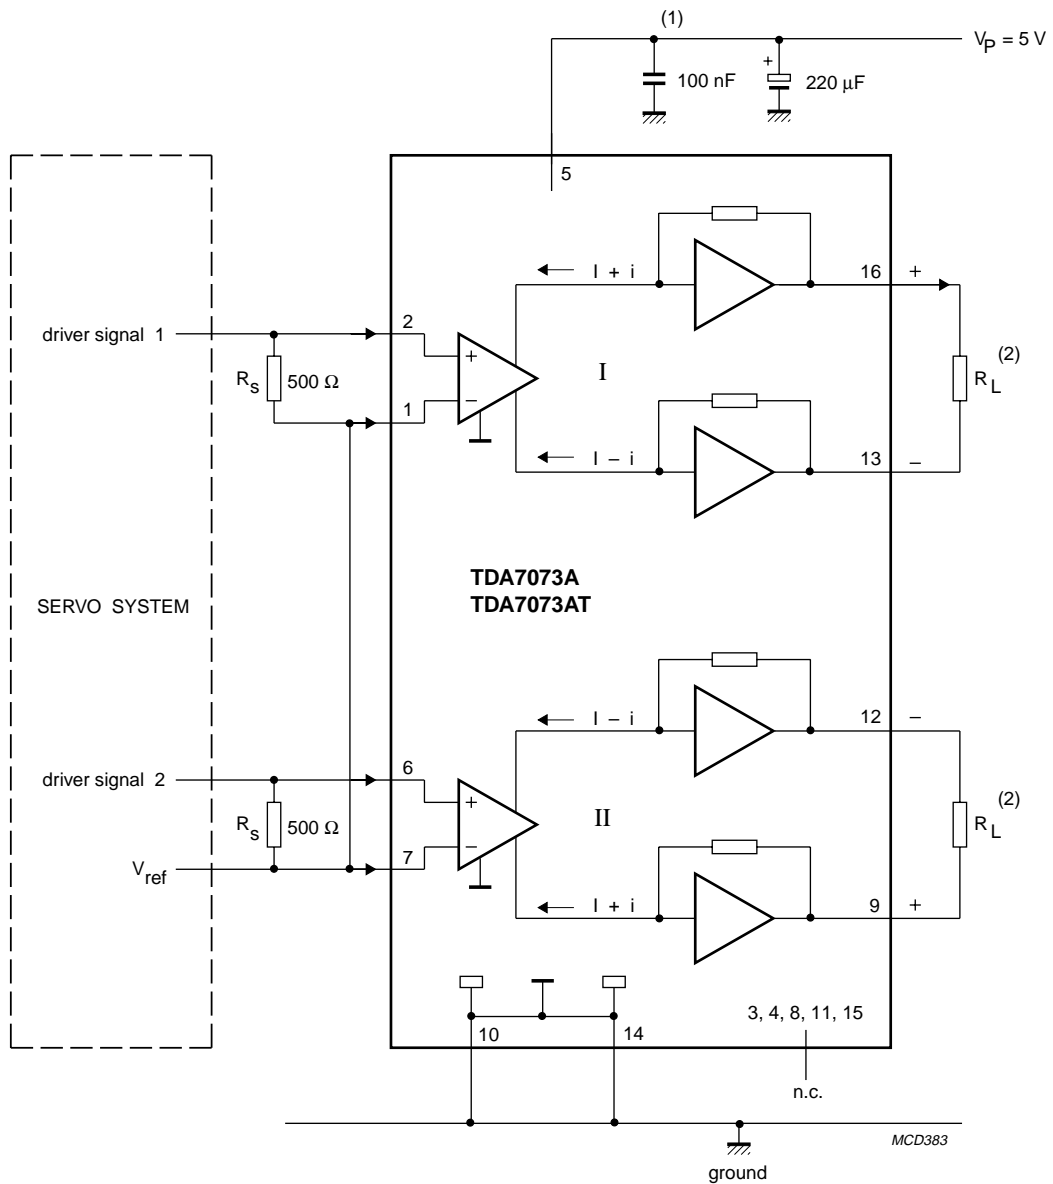 (1)
V_P = 5 V
+
100 nF
220 µF
5
I + i
16
+
driver signal 1
2
+
(2)
R_s
500 Ω
I
R_L
1
−
I − i
13
−
TDA7073A
TDA7073AT
SERVO SYSTEM
I − i
12
−
driver signal 2
6
+
(2)
R_s
500 Ω
II
R_L
7
−
V_ref
I + i
9
+
3, 4, 8, 11, 15
10
14
n.c.
MCD383
ground